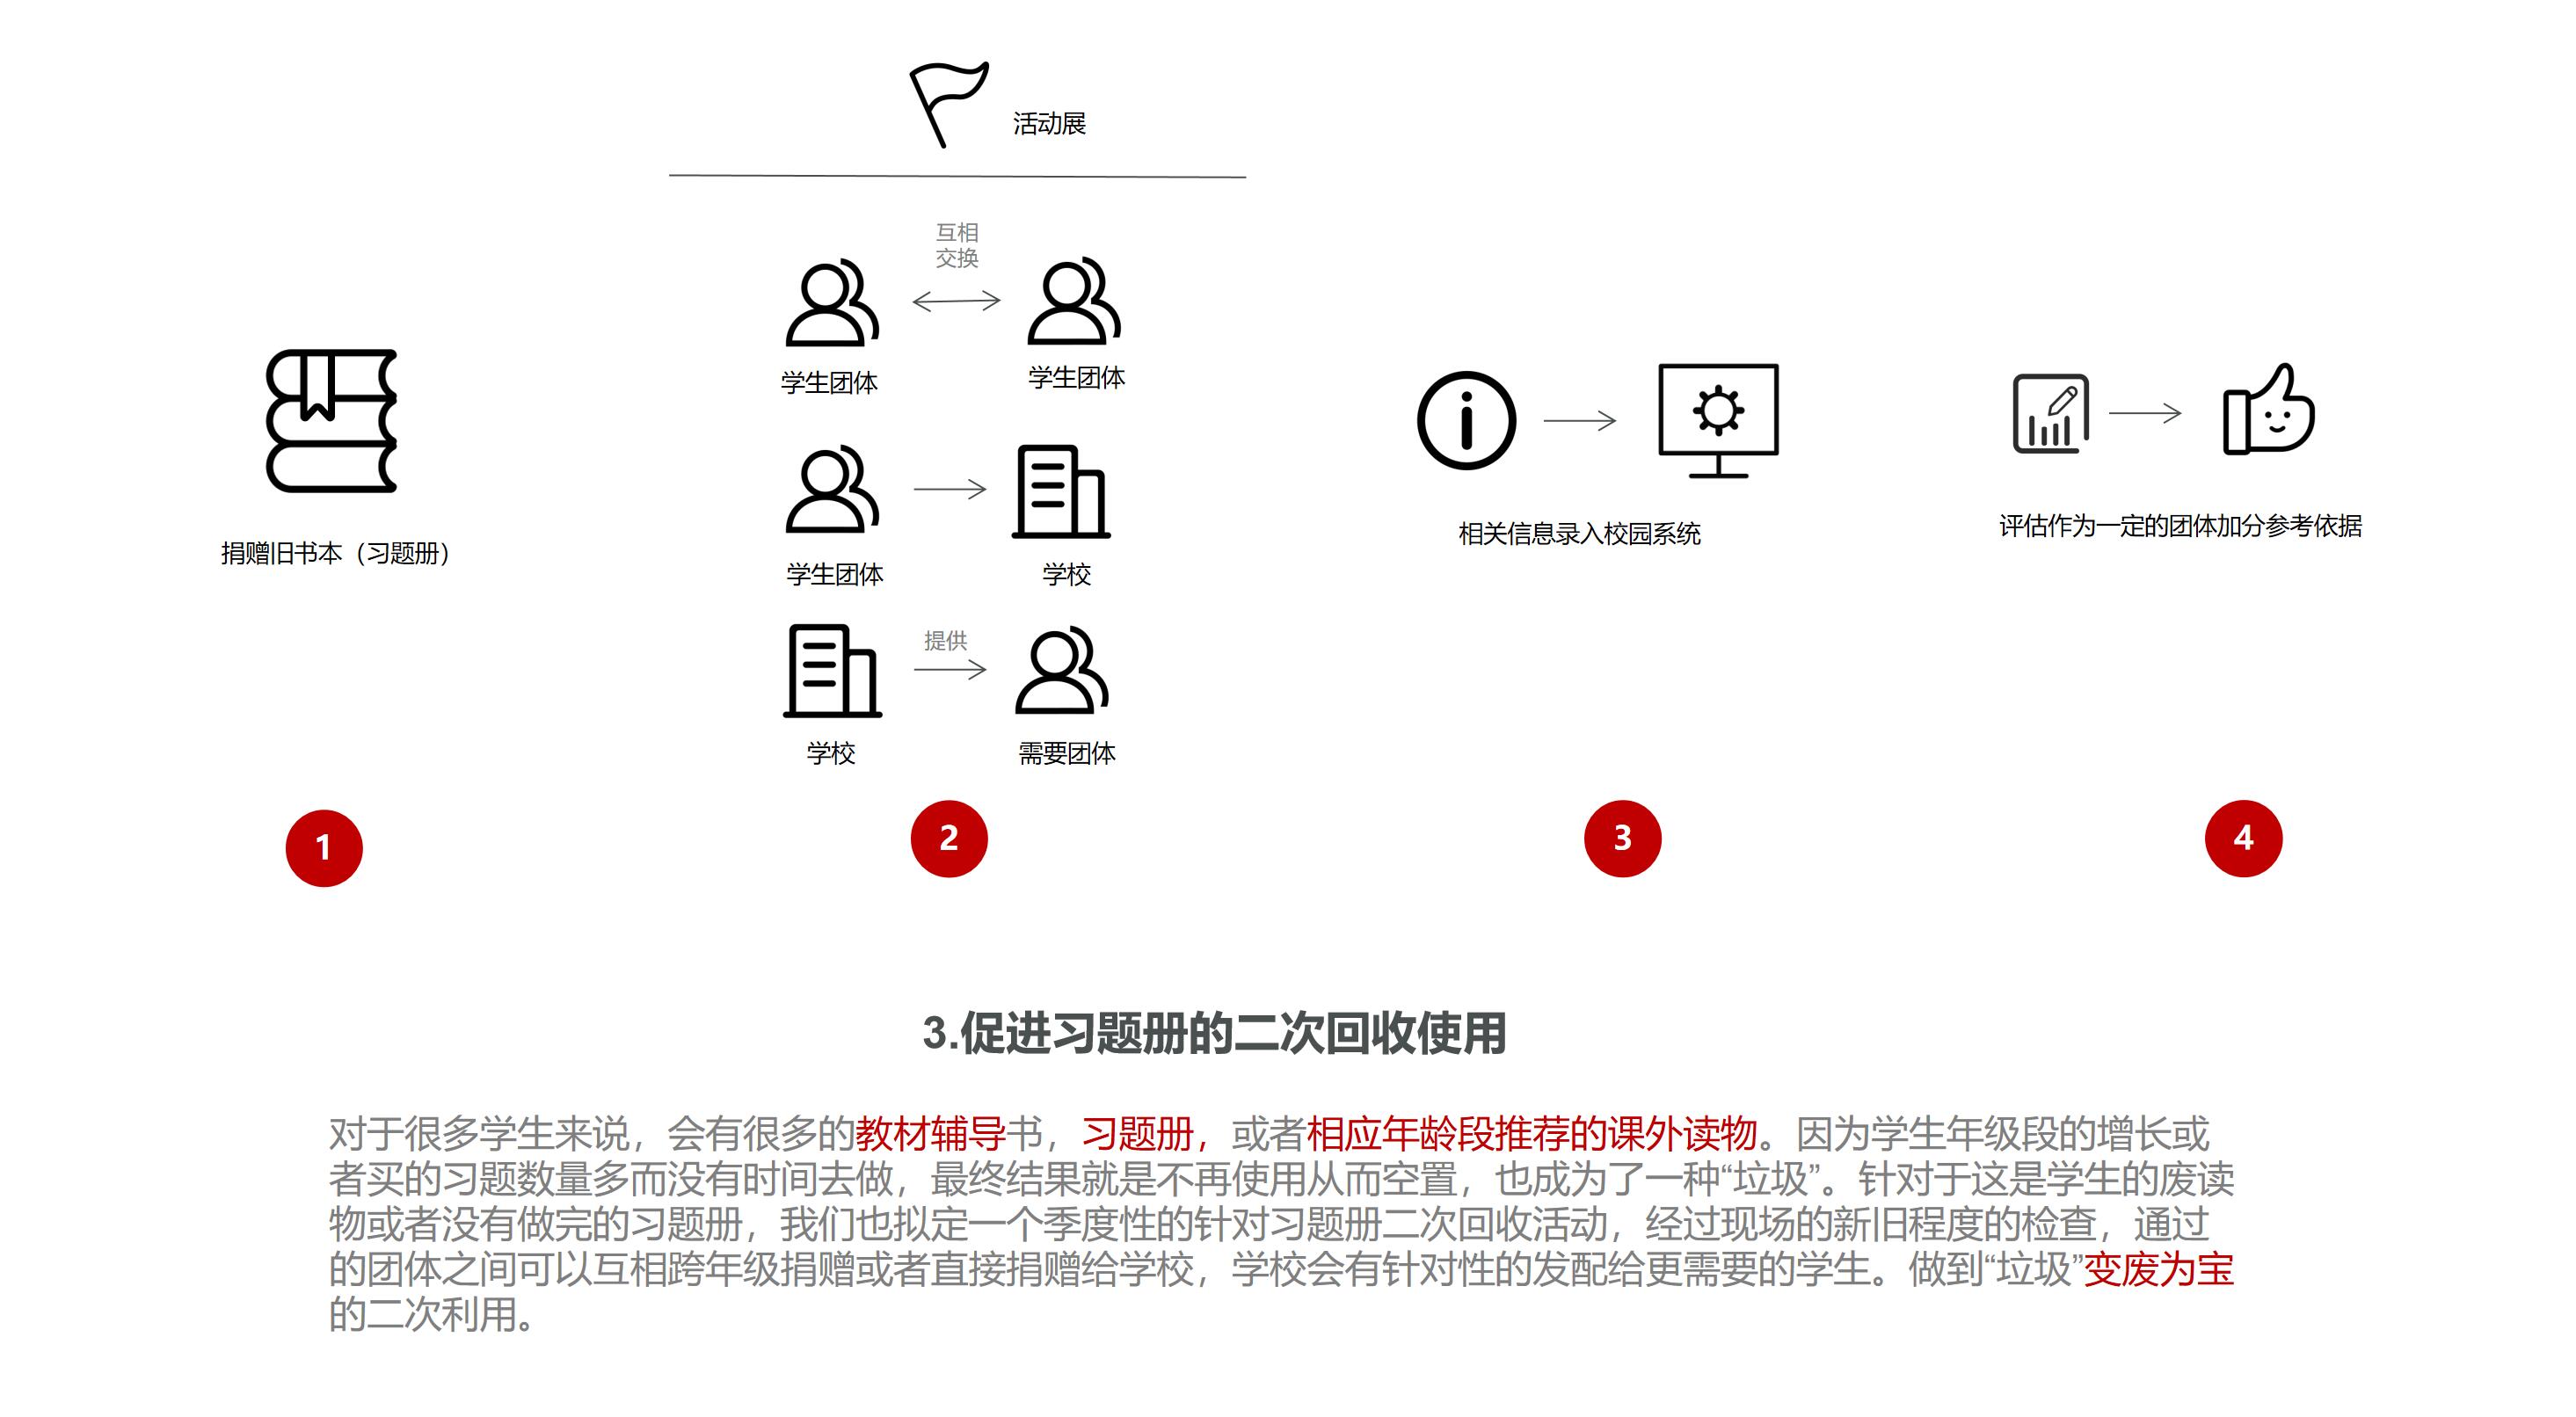 活动展
互相
交换
学生团体
学生团体
学生团体
学校
提供
学校
需要团体
捐赠旧书本（习题册）
相关信息录入校园系统
评估作为一定的团体加分参考依据
1
2
3
4
3.促进习题册的二次回收使用
对于很多学生来说，会有很多的教材辅导书，习题册，或者相应年龄段推荐的课外读物。因为学生年级段的增长或
者买的习题数量多而没有时间去做，最终结果就是不再使用从而空置，也成为了一种“垃圾”。针对于这是学生的废读
物或者没有做完的习题册，我们也拟定一个季度性的针对习题册二次回收活动，经过现场的新旧程度的检查，通过
的团体之间可以互相跨年级捐赠或者直接捐赠给学校，学校会有针对性的发配给更需要的学生。做到“垃圾”变废为宝
的二次利用。